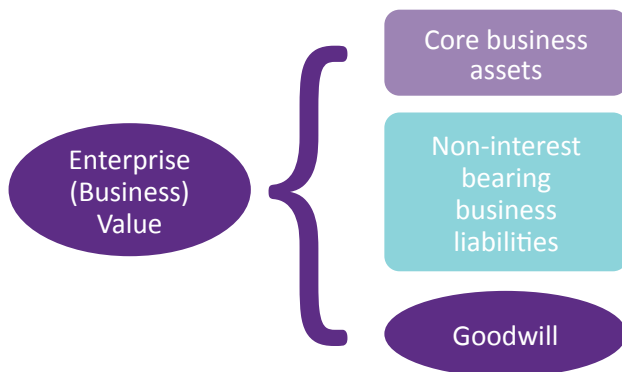 Core business
assets
Enterprise
(Business)
Value
Non-interest
bearing
business
liabilities
Goodwill